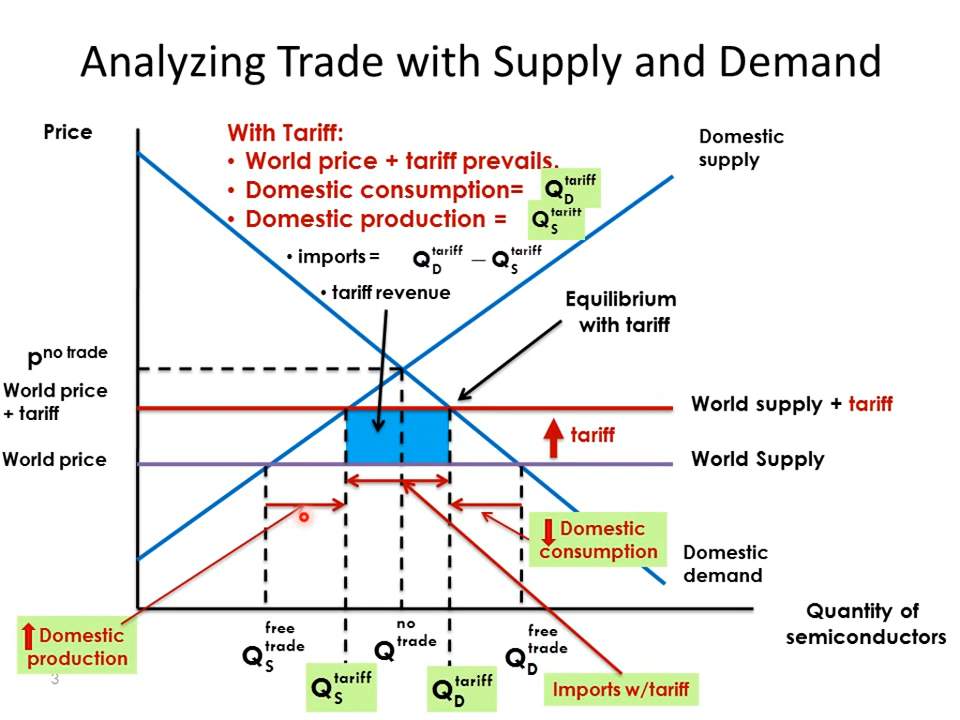 Analyzing Trade with Supply and Demand
Price
With Tariff:
• World price + tariff prevails.
• Domestic consumption= Q_D^tariff
• Domestic production = Q_S^tariff
• imports = Q_D^tariff – Q_S^tariff
• tariff revenue
Domestic
supply
Equilibrium
with tariff
P^no trade
World price
+ tariff
World supply + tariff
tariff
World price
World Supply
Domestic
consumption
Domestic
demand
Quantity of
semiconductors
Domestic
production
3
Q_S^free trade
Q_S^tariff
Q^no trade
Q_D^tariff
Q_D^free trade
Imports w/tariff